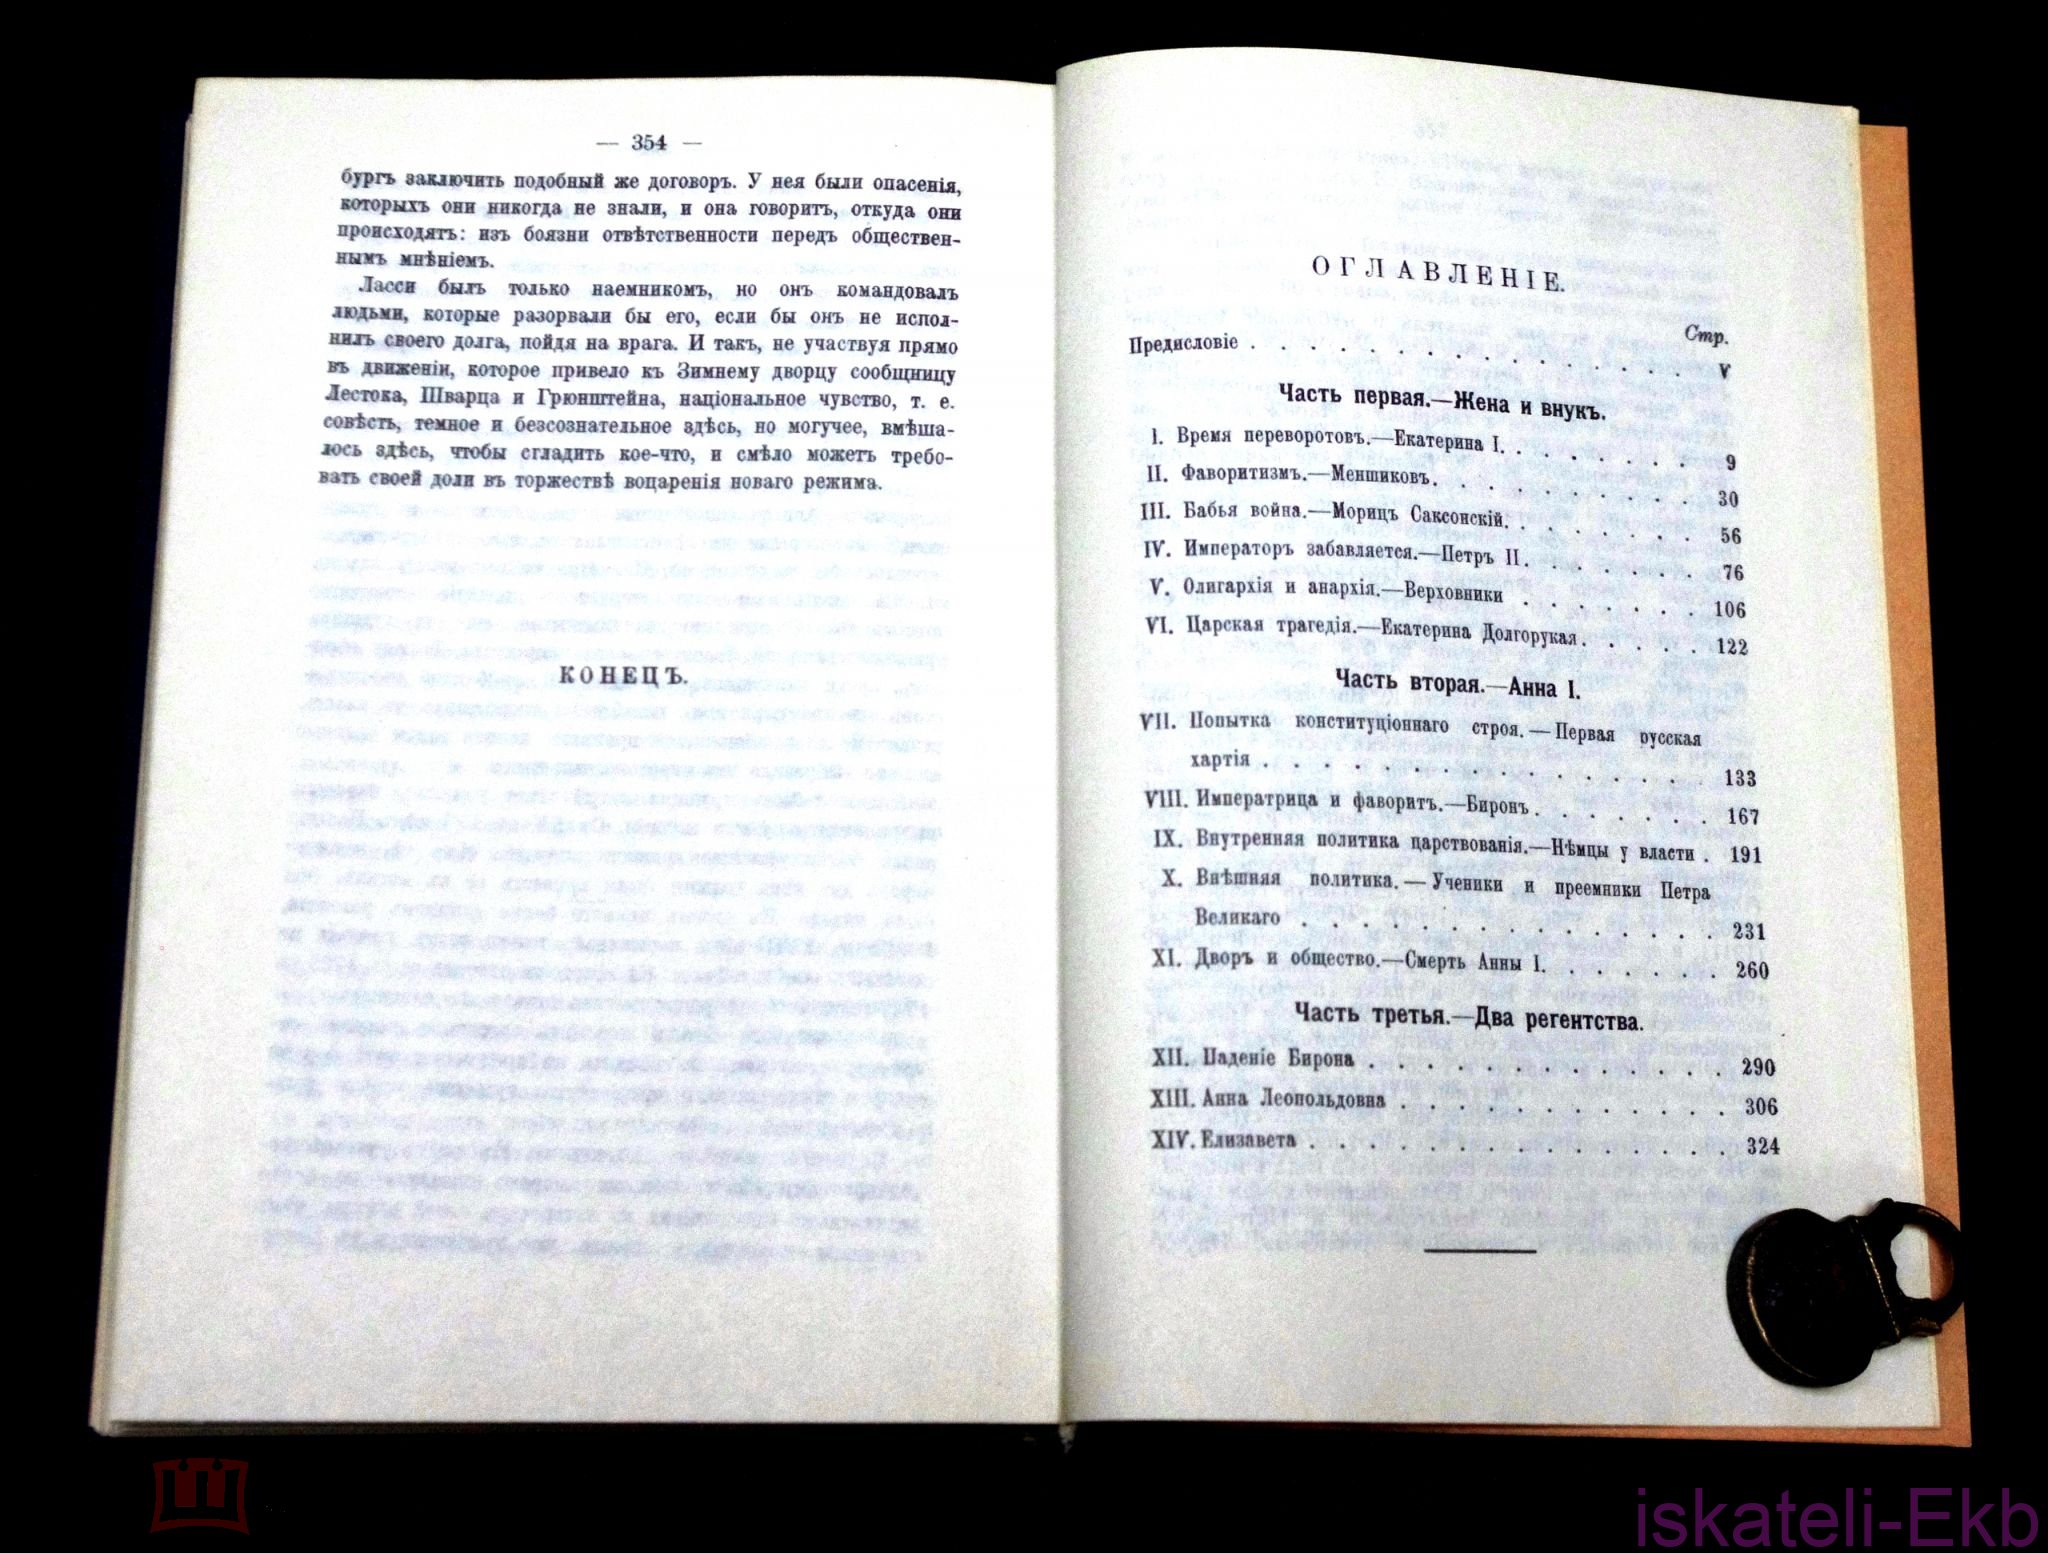 — 354 —
бургъ заключить подобный же договоръ. У нея были опасенія,
которыхъ они никогда не знали, и она говоритъ, откуда они
происходятъ: изъ боязни отвѣтственности передъ обществен-
нымъ мнѣніемъ.
Ласси былъ только наемникомъ, но онъ командовалъ
людьми, которые разорвали бы его, если бы онъ не испол-
нилъ своего долга, пойдя на врага. И такъ, не участвуя прямо
въ движеніи, которое привело къ Зимнему дворцу сообщницу
Лестока, Шварца и Грюнштейна, національное чувство, т. е.
совѣсть, темное и безсознательное здѣсь, но могучее, вмѣша-
лось здѣсь, чтобы сгладить кое-что, и смѣло можетъ требо-
вать своей доли въ торжествѣ воцаренія новаго режима.
КОНЕЦЪ.
ОГЛАВЛЕНІЕ.
Стр.
Предисловіе . . . . . . . . . . . . . . . V
Часть первая.—Жена и внукъ.
I. Время переворотовъ.—Екатерина I. . . . . . . . 9
II. Фаворитизмъ.—Меншиковъ. . . . . . . . . . 30
III. Бабья война.—Морицъ Саксонскій. . . . . . . . 56
IV. Императоръ забавляется.—Петръ II. . . . . . . 76
V. Олигархія и анархія.—Верховники . . . . . . . 106
VI. Царская трагедія.—Екатерина Долгорукая. . . . . 122
Часть вторая.—Анна I.
VII. Попытка конституціоннаго строя.—Первая русская
хартія . . . . . . . . . . . . . . . . 133
VIII. Императрица и фаворитъ.—Биронъ. . . . . . . 167
IX. Внутренняя политика царствованія.—Нѣмцы у власти . 191
X. Внѣшняя политика.—Ученики и преемники Петра
Великаго . . . . . . . . . . . . . . 231
XI. Дворъ и общество.—Смерть Анны I. . . . . . . 260
Часть третья.—Два регентства.
XII. Паденіе Бирона . . . . . . . . . . . . . 290
XIII. Анна Леопольдовна . . . . . . . . . . . . 306
XIV. Елизавета . . . . . . . . . . . . . . . 324
iskateli-Ekb